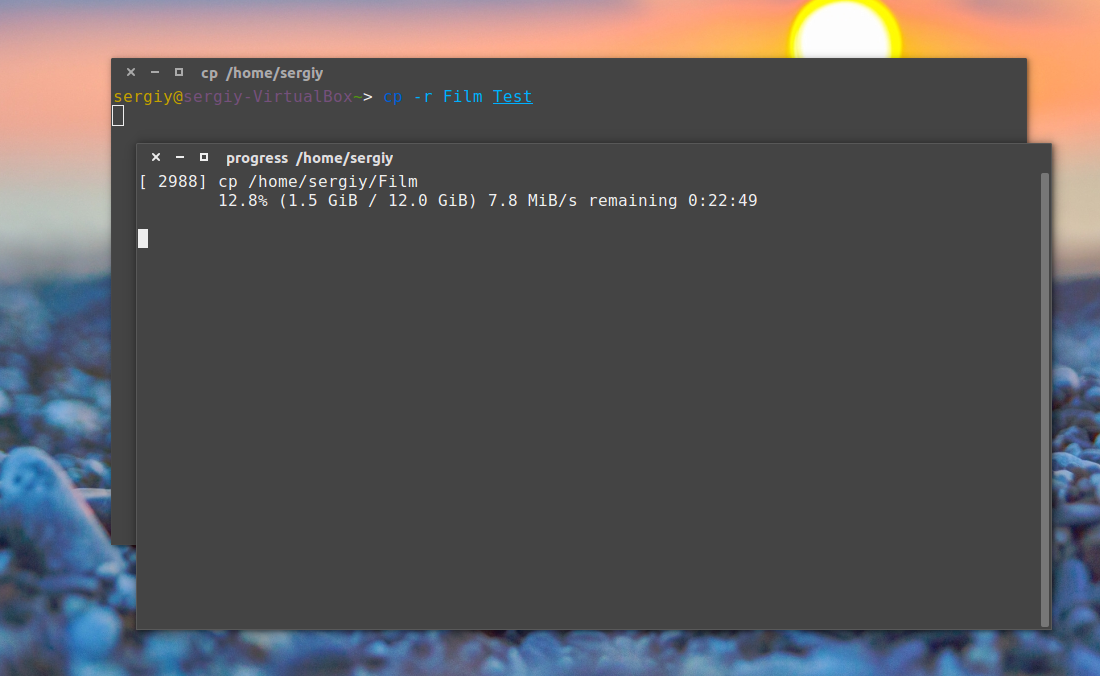 cp /home/sergiy
sergiy@sergiy-VirtualBox~> cp -r Film Test
progress /home/sergiy
[ 2988] cp /home/sergiy/Film
12.8% (1.5 GiB / 12.0 GiB) 7.8 MiB/s remaining 0:22:49